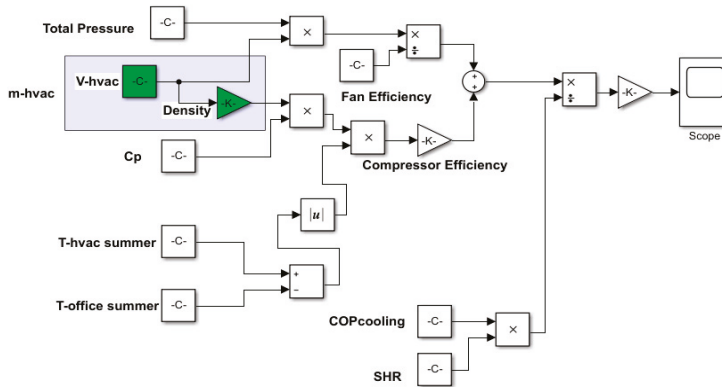 Total Pressure
-C-
×
×
÷
-C-
Fan Efficiency
V-hvac
-C-
m-hvac
Density
-K-
×
+
+
×
÷
-K-
Scope
Cp
-C-
×
-K-
Compressor Efficiency
|u|
T-hvac summer
-C-
+
−
T-office summer
-C-
COPcooling
-C-
×
SHR
-C-